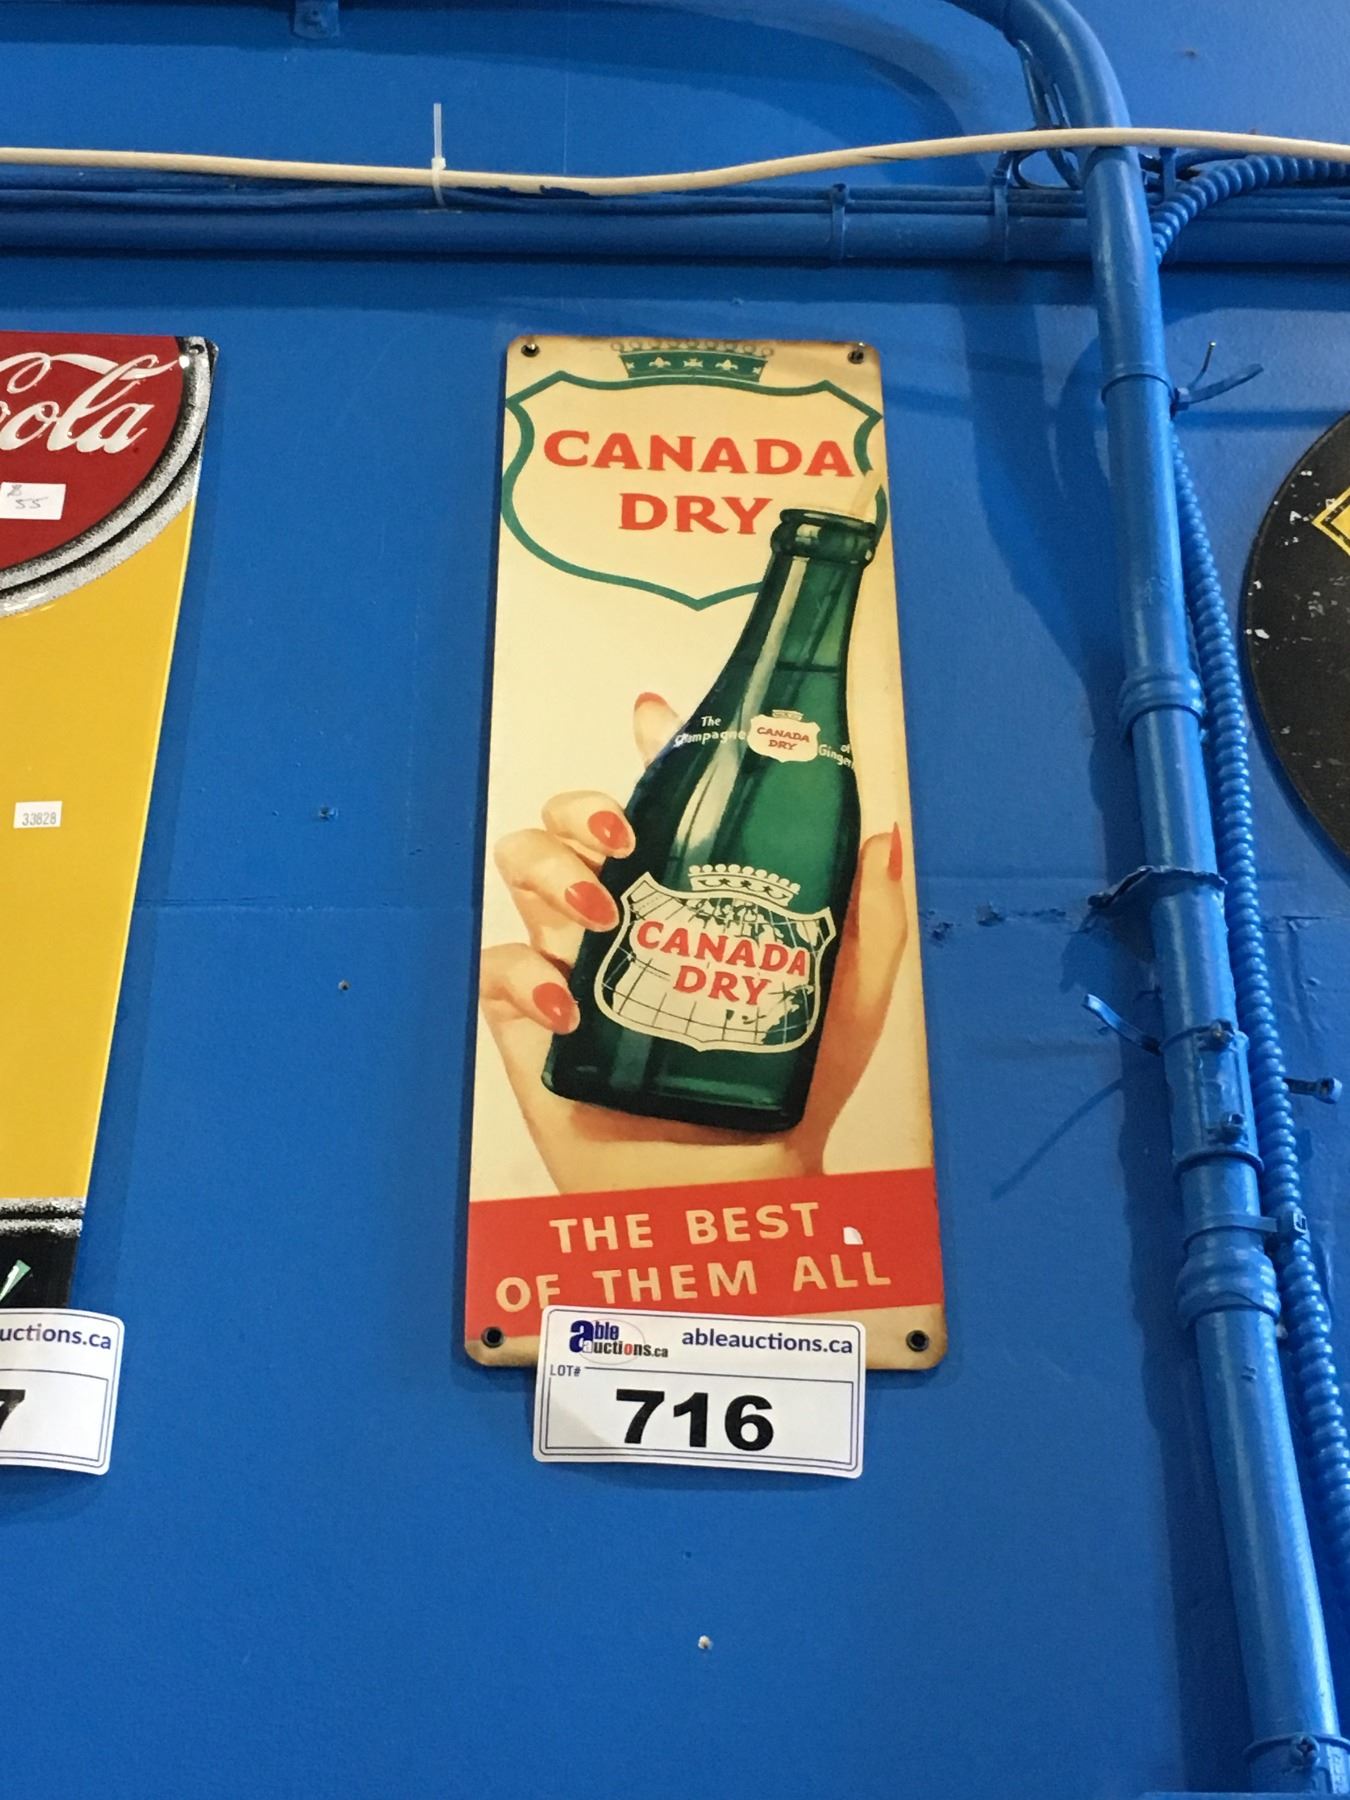 Cola
55
33828
uctions.ca
7
CANADA
DRY
The
Champagne
CANADA
DRY
of
Ginger
CANADA
DRY
THE BEST
OF THEM ALL
able
auctions.ca
ableauctions.ca
LOT#
716